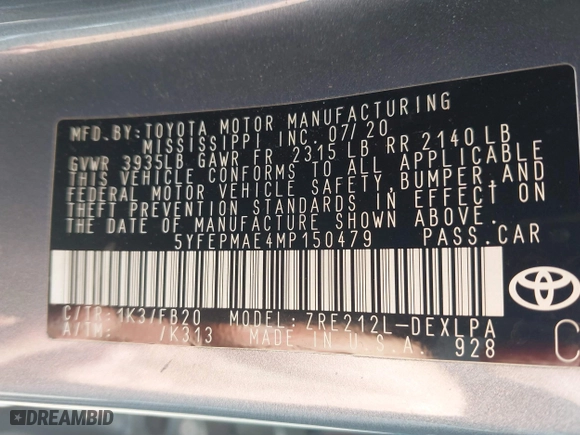 MFD.BY:TOYOTA MOTOR MANUFACTURING
MISSISSIPPI INC. 07/20
GVWR 3935LB GAWR FR 2315 LB RR 2140 LB
THIS VEHICLE CONFORMS TO ALL APPLICABLE
FEDERAL MOTOR VEHICLE SAFETY,BUMPER,AND
THEFT PREVENTION STANDARDS IN EFFECT ON
THE DATE OF MANUFACTURE SHOWN ABOVE.
5YFEPMAE4MP150479 PASS.CAR
C/TR:1K3/FB20 MODEL:ZRE212L-DEXLPA
A/TM: /K313 MADE IN U.S.A. 928
C
DREAMBID